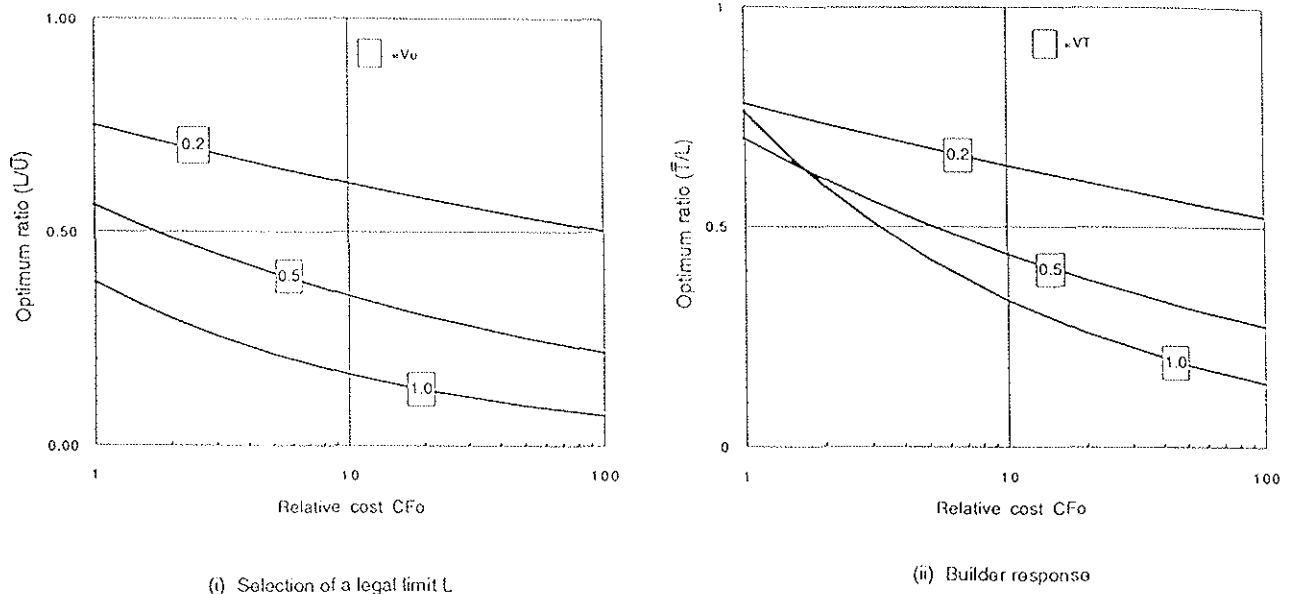 1.00
0.50
0.00
Optimum ratio (L/Ū)
=Vu
0.2
0.5
1.0
1
10
100
Relative cost CFo
(i) Selection of a legal limit L
1
0.5
0
Optimum ratio (T̄/L)
=VT
0.2
0.5
1.0
1
10
100
Relative cost CFo
(ii) Builder response